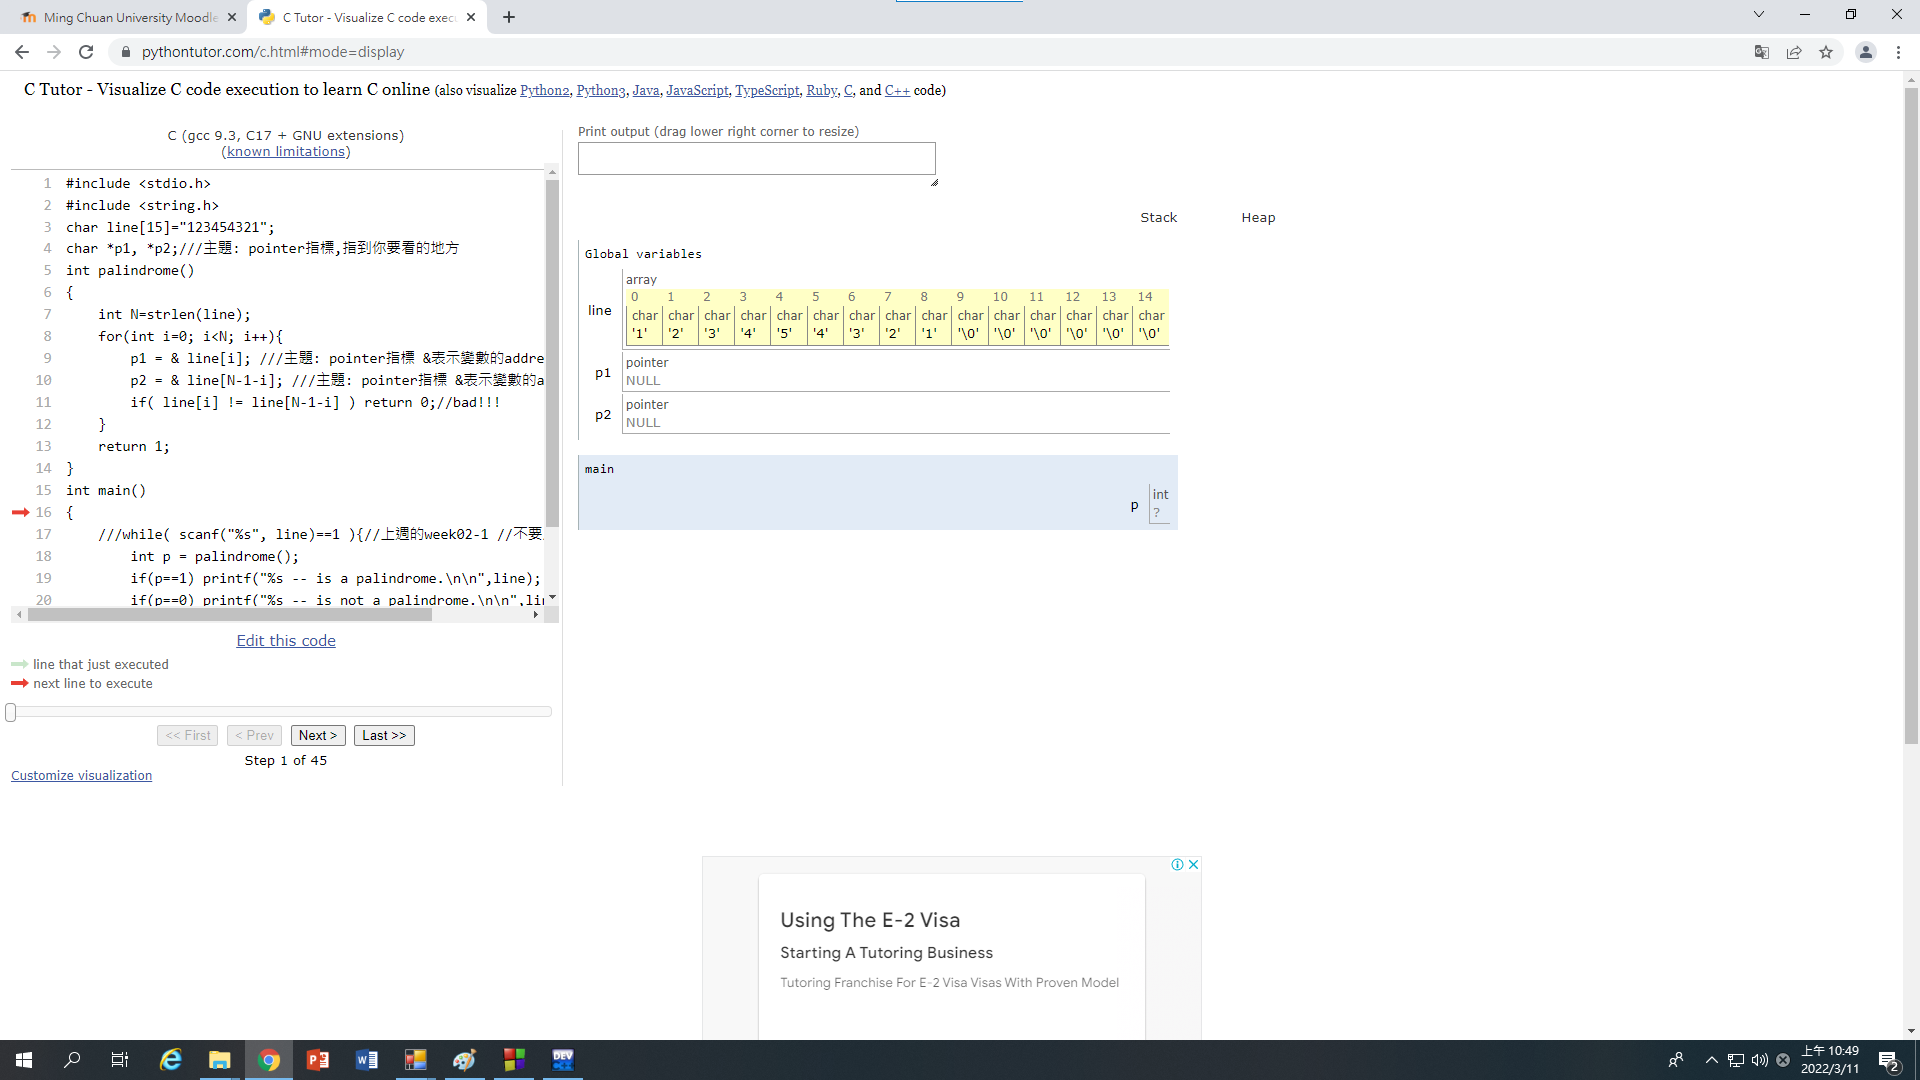 Ming Chuan University Moodle
C Tutor - Visualize C code execu
pythontutor.com/c.html#mode=display
C Tutor - Visualize C code execution to learn C online (also visualize Python2, Python3, Java, JavaScript, TypeScript, Ruby, C, and C++ code)
C (gcc 9.3, C17 + GNU extensions)
(known limitations)
1 #include <stdio.h>
2 #include <string.h>
3 char line[15]="123454321";
4 char *p1, *p2;///主題: pointer指標,指到你要看的地方
5 int palindrome()
6 {
7 int N=strlen(line);
8 for(int i=0; i<N; i++){
9 p1 = & line[i]; ///主題: pointer指標 &表示變數的addre
10 p2 = & line[N-1-i]; ///主題: pointer指標 &表示變數的a
11 if( line[i] != line[N-1-i] ) return 0;//bad!!!
12 }
13 return 1;
14 }
15 int main()
16 {
17 ///while( scanf("%s", line)==1 ){//上週的week02-1 //不要
18 int p = palindrome();
19 if(p==1) printf("%s -- is a palindrome.\n\n",line);
20 if(p==0) printf("%s -- is not a palindrome.\n\n",lin
Edit this code
line that just executed
next line to execute
<< First < Prev Next > Last >>
Step 1 of 45
Customize visualization
Print output (drag lower right corner to resize)
Stack Heap
Global variables
array
0 1 2 3 4 5 6 7 8 9 10 11 12 13 14
line
char char char char char char char char char char char char char char char
'1' '2' '3' '4' '5' '4' '3' '2' '1' '\0' '\0' '\0' '\0' '\0' '\0'
p1 pointer
NULL
p2 pointer
NULL
main
p int
?
Using The E-2 Visa
Starting A Tutoring Business
Tutoring Franchise For E-2 Visa Visas With Proven Model
DEV
上午 10:49
2022/3/11
2